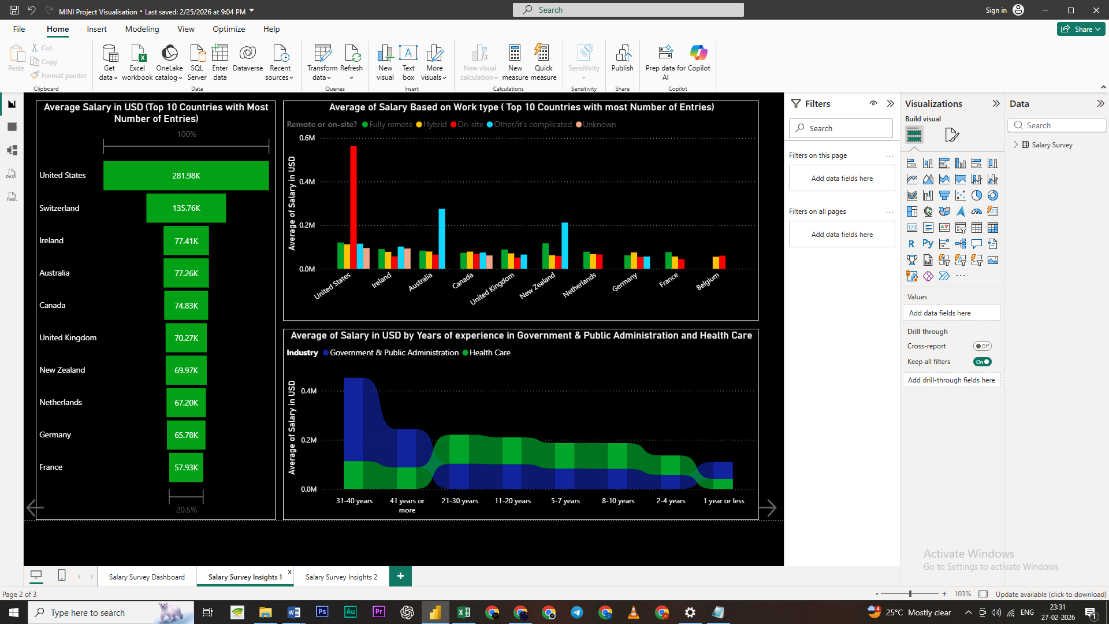 MINI Project Visualisation • Last saved: 2/25/2026 at 9:04 PM
Search
Sign in
File
Home
Insert
Modeling
View
Optimize
Help
Share
Paste
Cut
Copy
Format painter
Get data
Excel workbook
OneLake catalog
SQL Server
Enter data
Dataverse
Recent sources
Transform data
Refresh
New visual
Text box
More visuals
New visual calculation
New measure
Quick measure
Sensitivity
Publish
Prep data for AI
Copilot
Clipboard
Data
Queries
Insert
Calculations
Sensitivity
Share
Copilot
Average Salary in USD (Top 10 Countries with Most
Number of Entries)
100%
United States 281.98K
Switzerland 135.76K
Ireland 77.41K
Australia 77.26K
Canada 74.83K
United Kingdom 70.27K
New Zealand 69.97K
Netherlands 67.20K
Germany 65.78K
France 57.93K
20.5%
Average of Salary Based on Work type ( Top 10 Countries with most Number of Entries)
Remote or on-site? Fully remote Hybrid On-site Other/it's complicated Unknown
Average of Salary in USD
0.6M
0.4M
0.2M
0.0M
United States
Ireland
Australia
Canada
United Kingdom
New Zealand
Netherlands
Germany
France
Belgium
Average of Salary in USD by Years of experience in Government & Public Administration and Health Care
Industry Government & Public Administration Health Care
Average of Salary in USD
0.4M
0.2M
0.0M
31-40 years
41 years or more
21-30 years
11-20 years
5-7 years
8-10 years
2-4 years
1 year or less
Filters
Search
Filters on this page
Add data fields here
Filters on all pages
Add data fields here
Visualizations
Build visual
R
Py
Values
Add data fields here
Drill through
Cross-report
Off
Keep all filters
On
Add drill-through fields here
Data
Search
Salary Survey
Activate Windows
Go to Settings to activate Windows.
Salary Survey Dashboard
Salary Survey Insights 1
Salary Survey Insights 2
Page 2 of 3
103%
Update available (click to download)
Type here to search
Ps
Au
Pr
25°C Mostly clear
ENG
23:31
27-02-2026